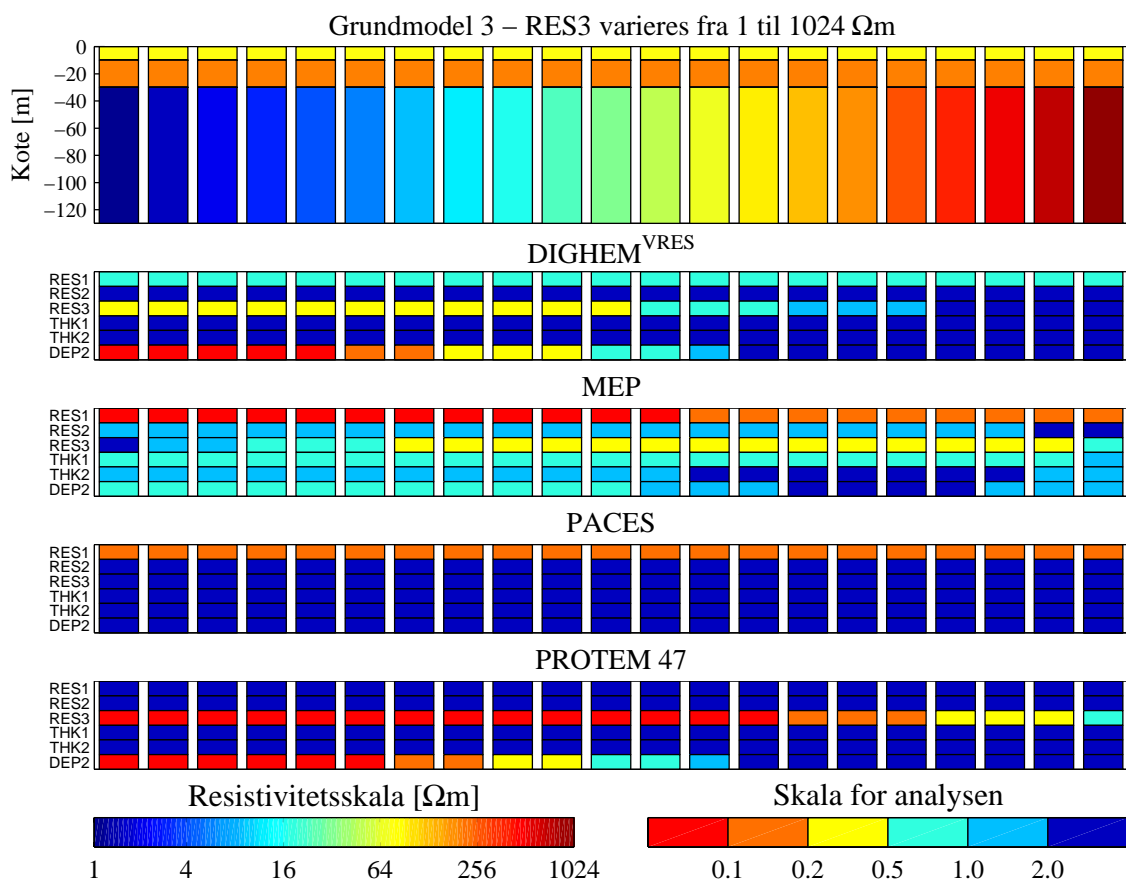 Grundmodel 3 – RES3 varieres fra 1 til 1024 Ωm
Kote [m]
0
−20
−40
−60
−80
−100
−120
DIGHEM^VRES
RES1
RES2
RES3
THK1
THK2
DEP2
MEP
RES1
RES2
RES3
THK1
THK2
DEP2
PACES
RES1
RES2
RES3
THK1
THK2
DEP2
PROTEM 47
RES1
RES2
RES3
THK1
THK2
DEP2
Resistivitetsskala [Ωm]
1 4 16 64 256 1024
Skala for analysen
0.1 0.2 0.5 1.0 2.0